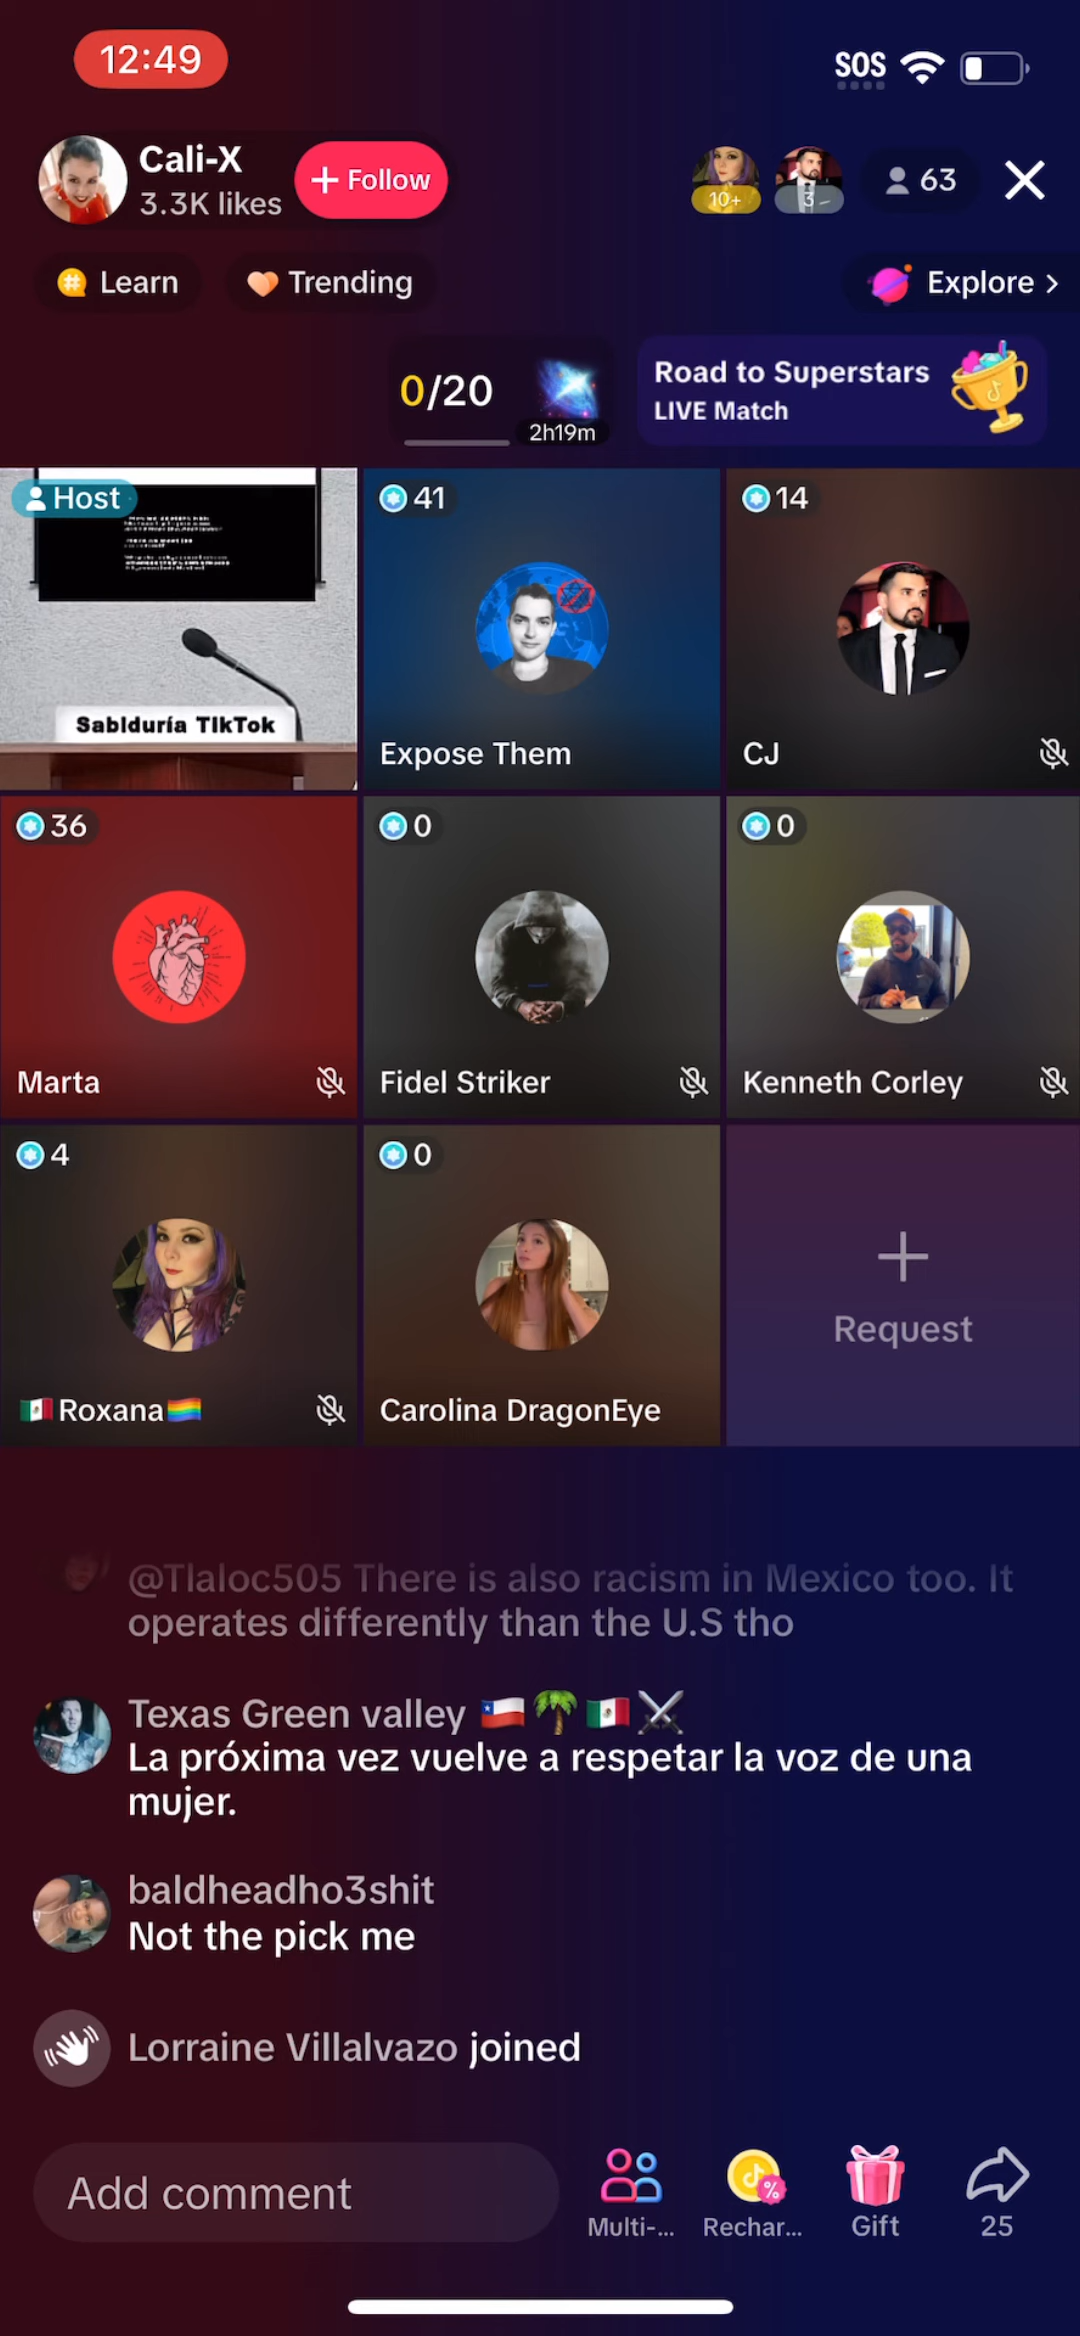 12:49
SOS
Cali-X
3.3K likes
+ Follow
10+
3
63
Learn
Trending
Explore >
0/20
2h19m
Road to Superstars
LIVE Match
Host
Sabiduría TikTok
41
Expose Them
14
CJ
36
Marta
0
Fidel Striker
0
Kenneth Corley
4
🇲🇽Roxana🏳️‍🌈
0
Carolina DragonEye
Request
@Tlaloc505 There is also racism in Mexico too. It
operates differently than the U.S tho
Texas Green valley 🇨🇱🌴🇲🇽⚔️
La próxima vez vuelve a respetar la voz de una
mujer.
baldheadho3shit
Not the pick me
Lorraine Villalvazo joined
Add comment
Multi-...
Rechar...
Gift
25